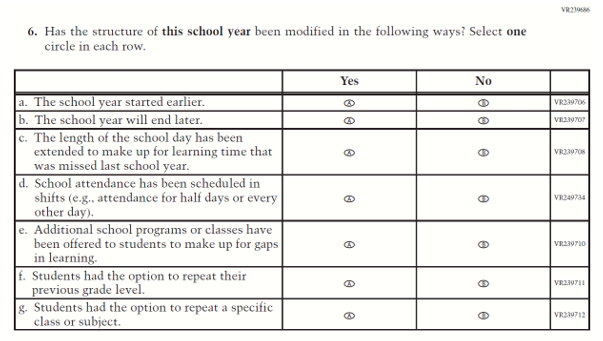 VR239686
6. Has the structure of this school year been modified in the following ways? Select one
circle in each row.
Yes No
a. The school year started earlier. Ⓐ Ⓑ VR239706
b. The school year will end later. Ⓐ Ⓑ VR239707
c. The length of the school day has been
extended to make up for learning time that
was missed last school year. Ⓐ Ⓑ VR239708
d. School attendance has been scheduled in
shifts (e.g., attendance for half days or every
other day). Ⓐ Ⓑ VR249734
e. Additional school programs or classes have
been offered to students to make up for gaps
in learning. Ⓐ Ⓑ VR239710
f. Students had the option to repeat their
previous grade level. Ⓐ Ⓑ VR239711
g. Students had the option to repeat a specific
class or subject. Ⓐ Ⓑ VR239712